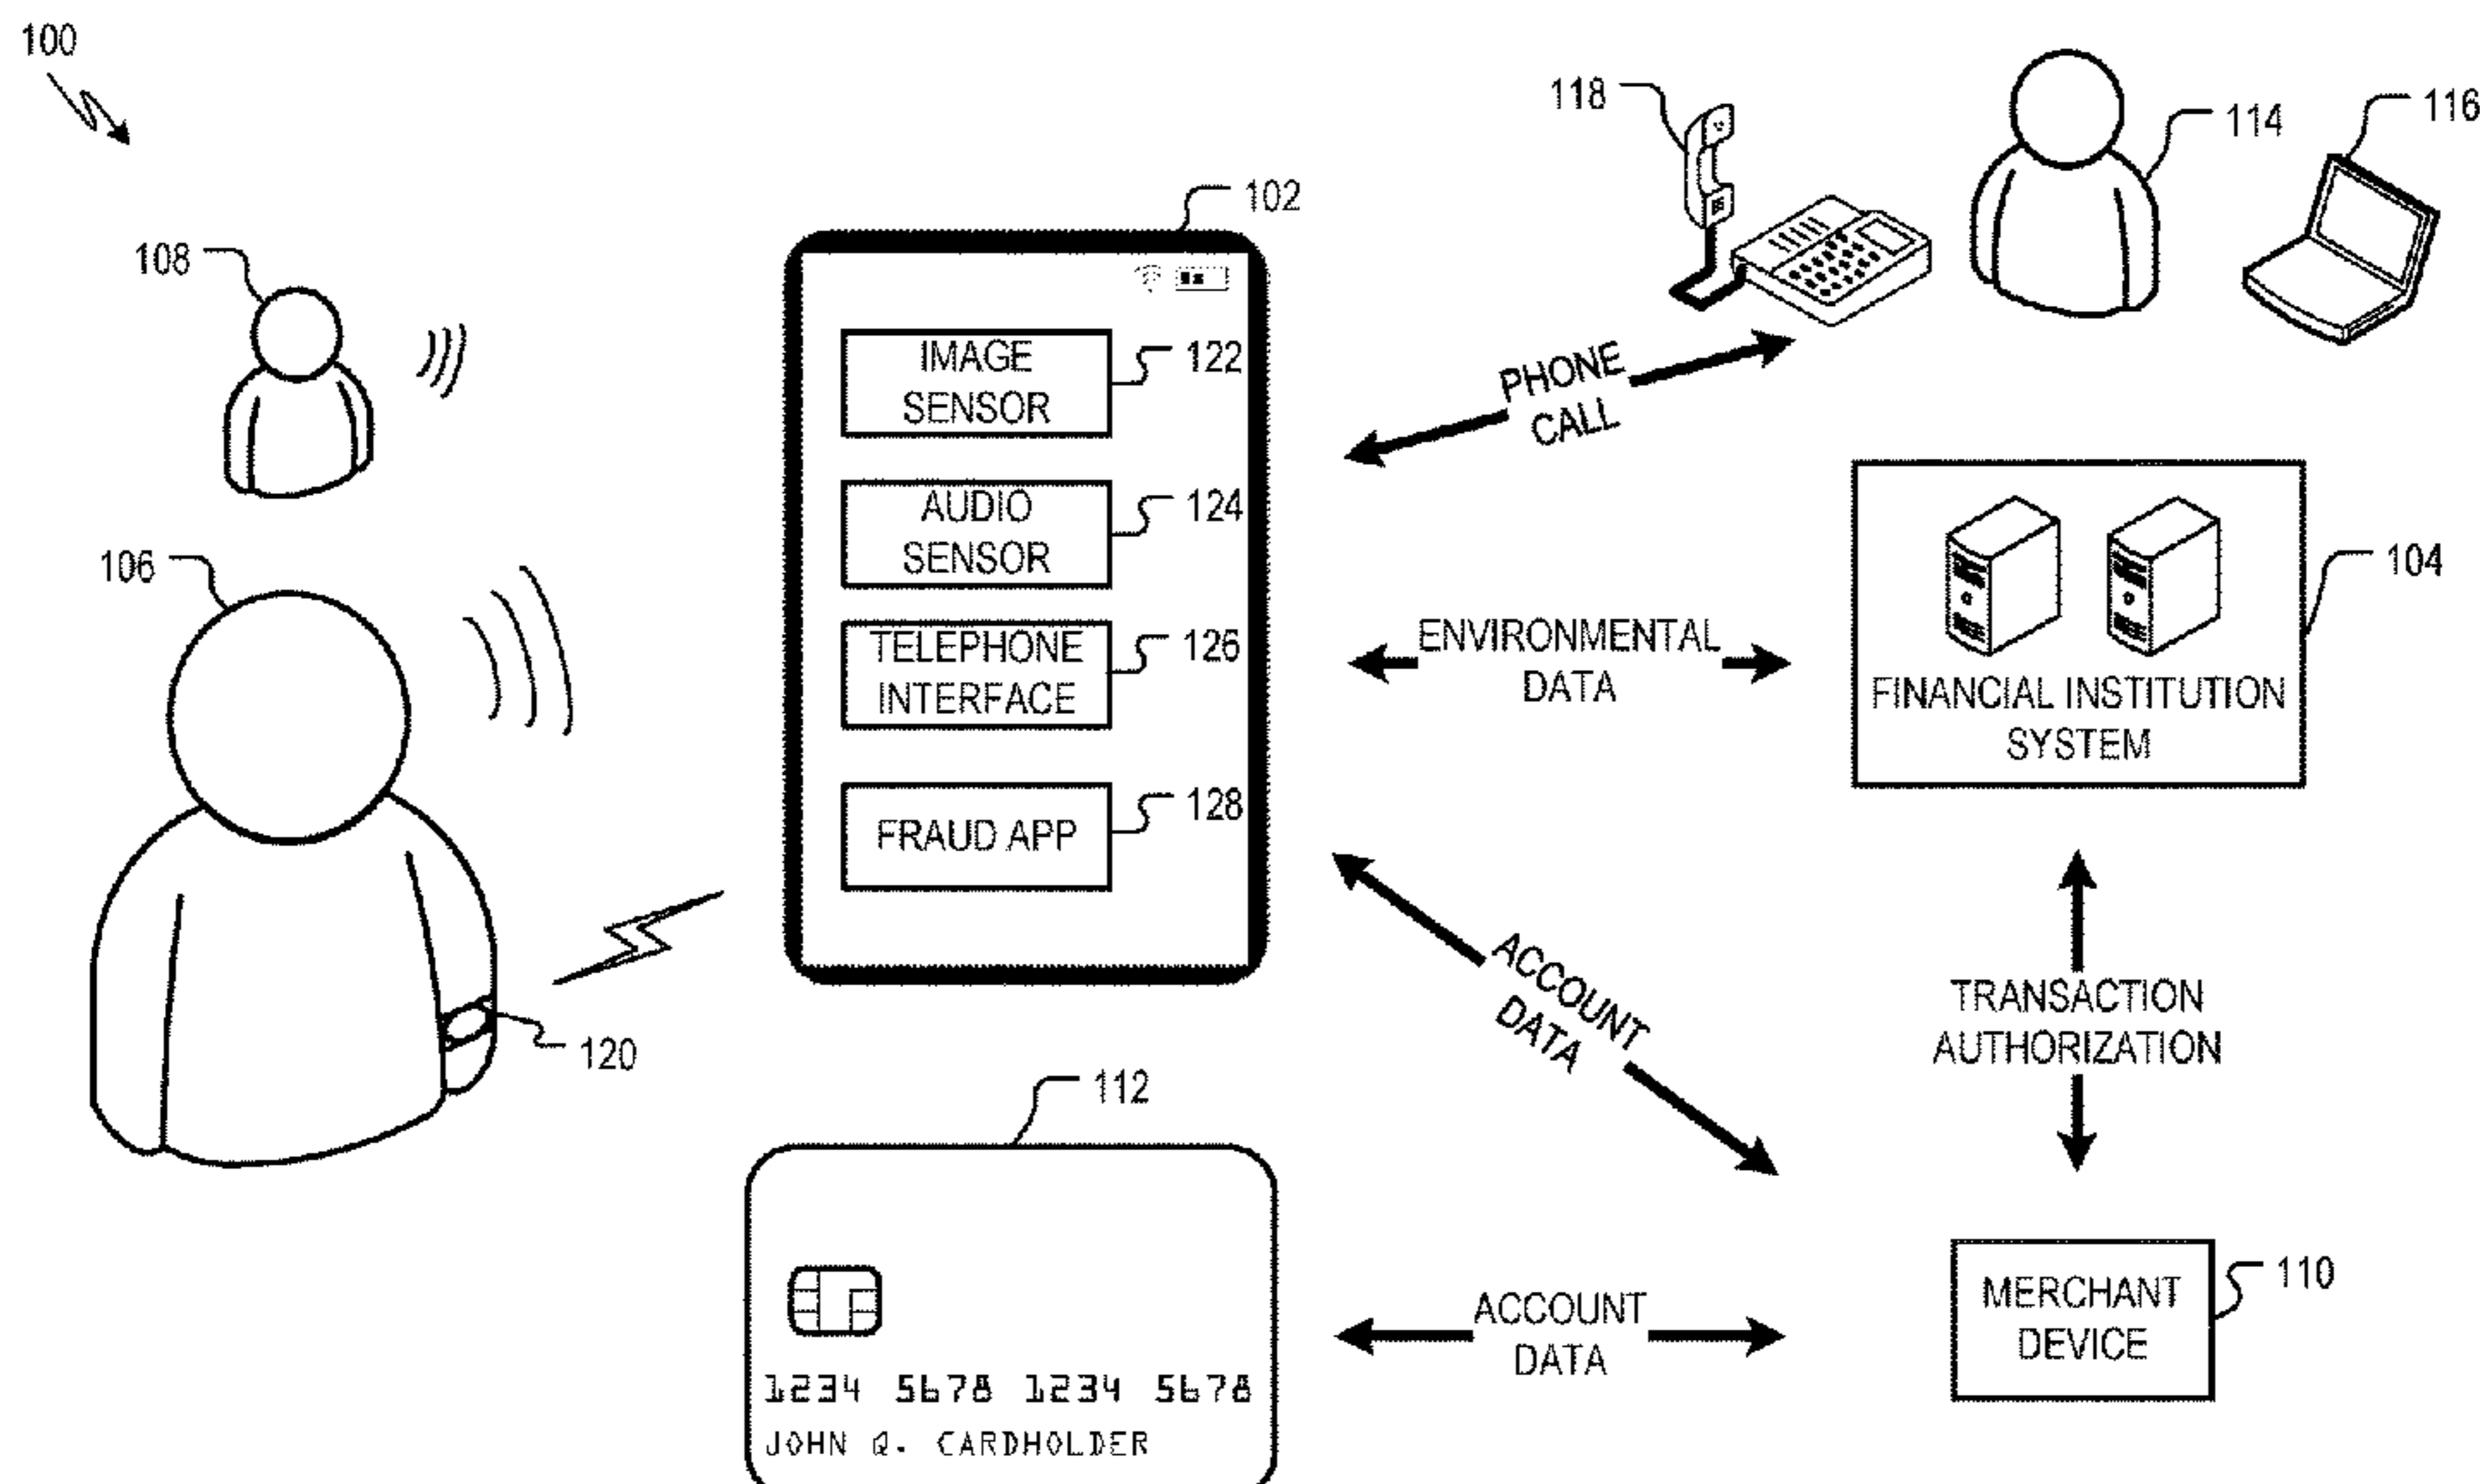 100
108
106
120
102
IMAGE
SENSOR
122
AUDIO
SENSOR
124
TELEPHONE
INTERFACE
126
FRAUD APP
128
118
114
116
PHONE
CALL
ENVIRONMENTAL
DATA
FINANCIAL INSTITUTION
SYSTEM
104
ACCOUNT
DATA
TRANSACTION
AUTHORIZATION
112
1234 5678 1234 5678
JOHN Q. CARDHOLDER
ACCOUNT
DATA
MERCHANT
DEVICE
110